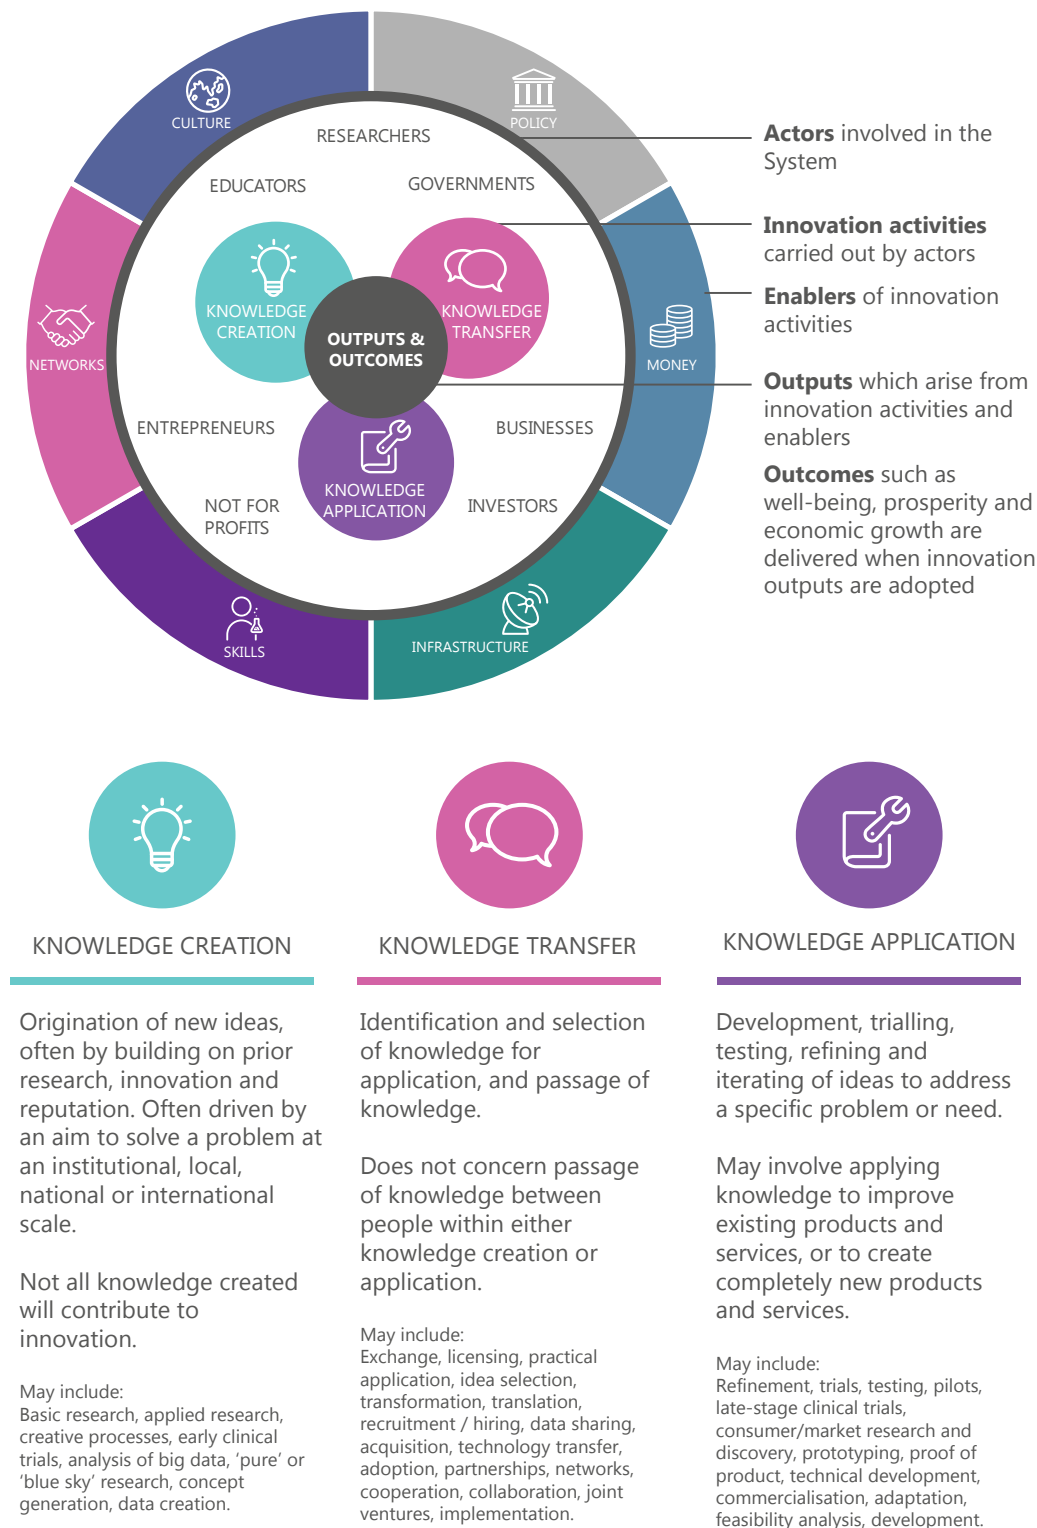 CULTURE
POLICY
RESEARCHERS
EDUCATORS
GOVERNMENTS
KNOWLEDGE
CREATION
KNOWLEDGE
TRANSFER
OUTPUTS &
OUTCOMES
NETWORKS
MONEY
ENTREPRENEURS
BUSINESSES
KNOWLEDGE
APPLICATION
NOT FOR
PROFITS
INVESTORS
SKILLS
INFRASTRUCTURE
Actors involved in the
System
Innovation activities
carried out by actors
Enablers of innovation
activities
Outputs which arise from
innovation activities and
enablers
Outcomes such as
well-being, prosperity and
economic growth are
delivered when innovation
outputs are adopted
KNOWLEDGE CREATION
Origination of new ideas,
often by building on prior
research, innovation and
reputation. Often driven by
an aim to solve a problem at
an institutional, local,
national or international
scale.
Not all knowledge created
will contribute to
innovation.
May include:
Basic research, applied research,
creative processes, early clinical
trials, analysis of big data, ‘pure’ or
‘blue sky’ research, concept
generation, data creation.
KNOWLEDGE TRANSFER
Identification and selection
of knowledge for
application, and passage of
knowledge.
Does not concern passage
of knowledge between
people within either
knowledge creation or
application.
May include:
Exchange, licensing, practical
application, idea selection,
transformation, translation,
recruitment / hiring, data sharing,
acquisition, technology transfer,
adoption, partnerships, networks,
cooperation, collaboration, joint
ventures, implementation.
KNOWLEDGE APPLICATION
Development, trialling,
testing, refining and
iterating of ideas to address
a specific problem or need.
May involve applying
knowledge to improve
existing products and
services, or to create
completely new products
and services.
May include:
Refinement, trials, testing, pilots,
late-stage clinical trials,
consumer/market research and
discovery, prototyping, proof of
product, technical development,
commercialisation, adaptation,
feasibility analysis, development.